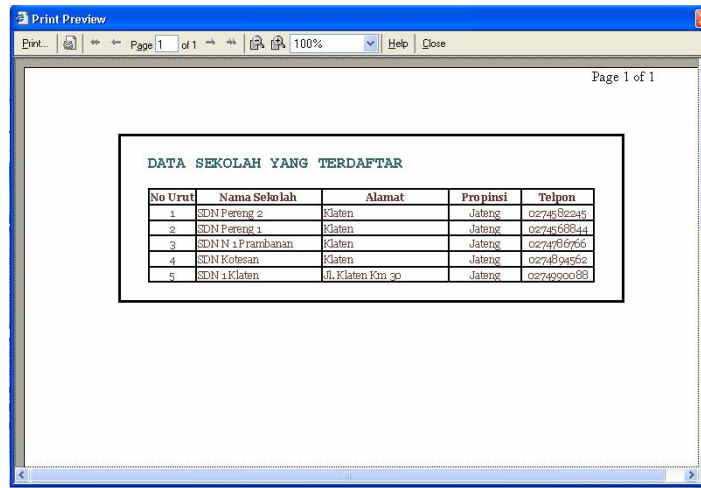 Print Preview
Print... Page 1 of 1 100% Help Close
Page 1 of 1
DATA SEKOLAH YANG TERDAFTAR
No Urut Nama Sekolah Alamat Propinsi Telpon
1 SDN Pereng 2 Klaten Jateng 0274582245
2 SDN Pereng 1 Klaten Jateng 0274568844
3 SDN N 1 Prambanan Klaten Jateng 0274786766
4 SDN Kotesan Klaten Jateng 0274894562
5 SDN 1 Klaten Jl. Klaten Km 30 Jateng 0274990088